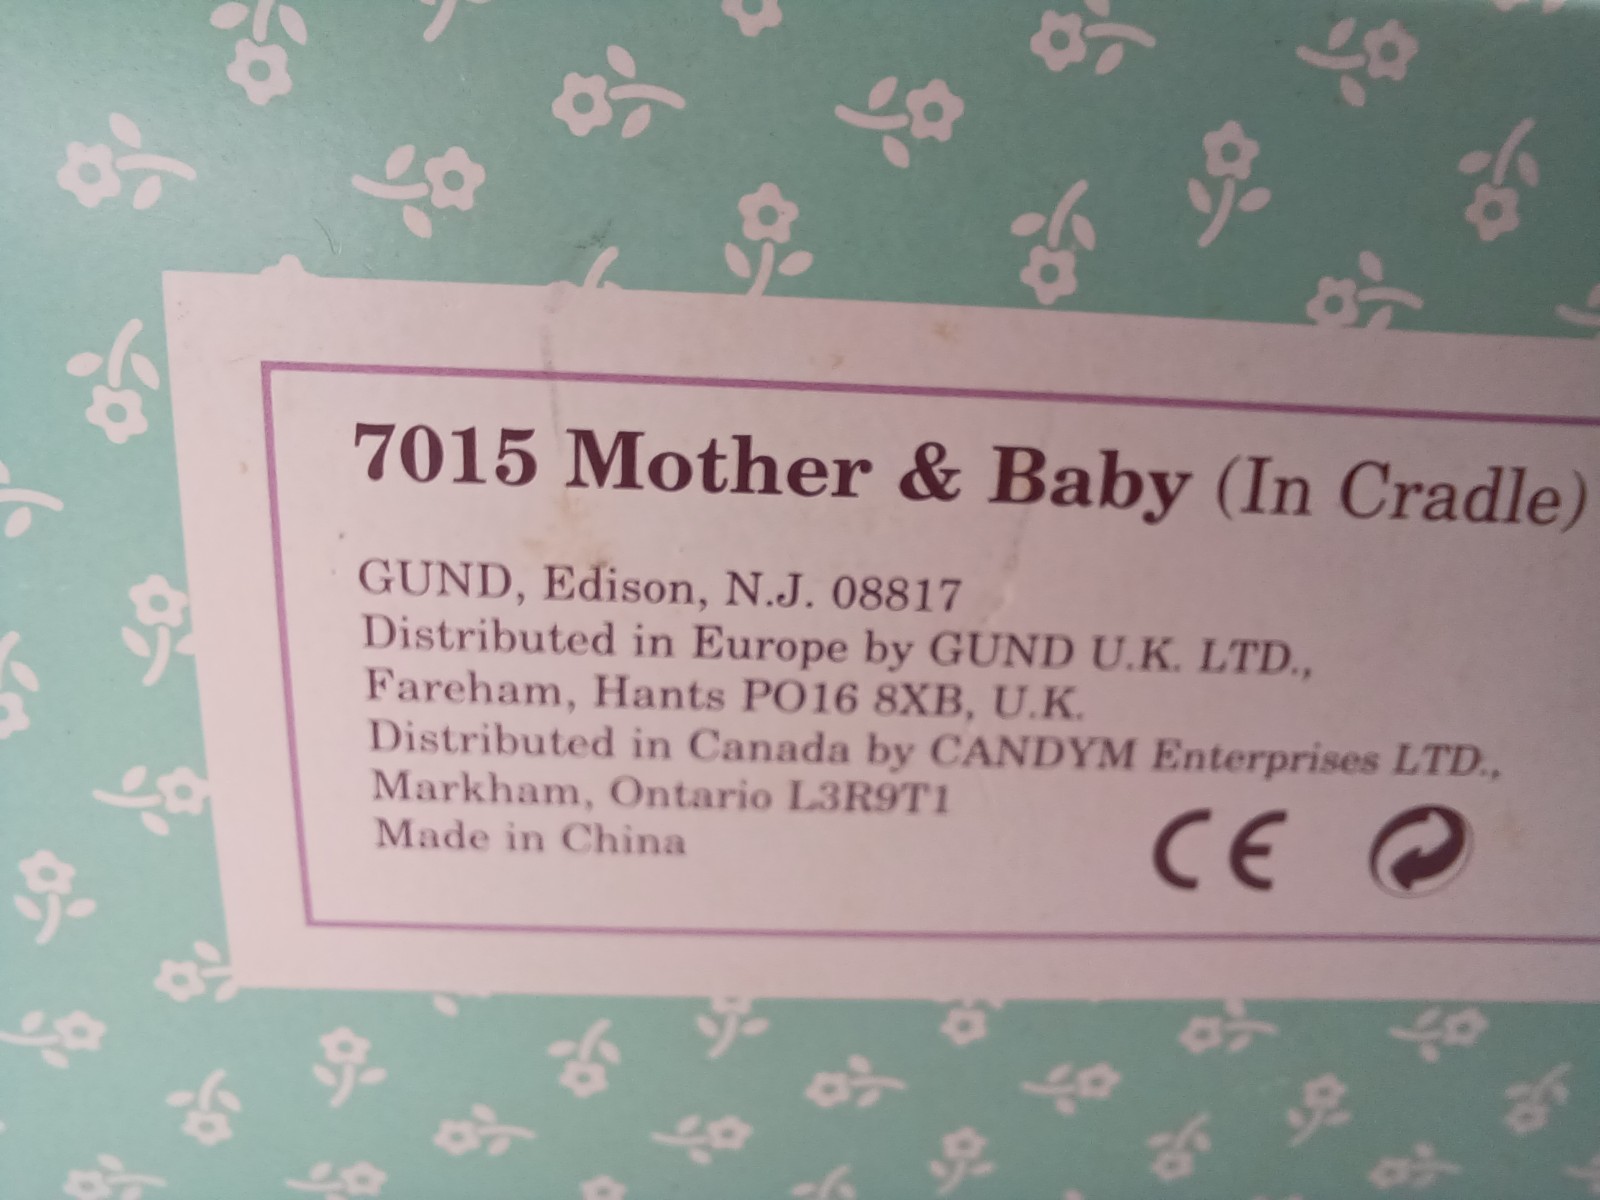 7015 Mother & Baby (In Cradle)
GUND, Edison, N.J. 08817
Distributed in Europe by GUND U.K. LTD.,
Fareham, Hants PO16 8XB, U.K.
Distributed in Canada by CANDYM Enterprises LTD.,
Markham, Ontario L3R9T1
Made in China
CE